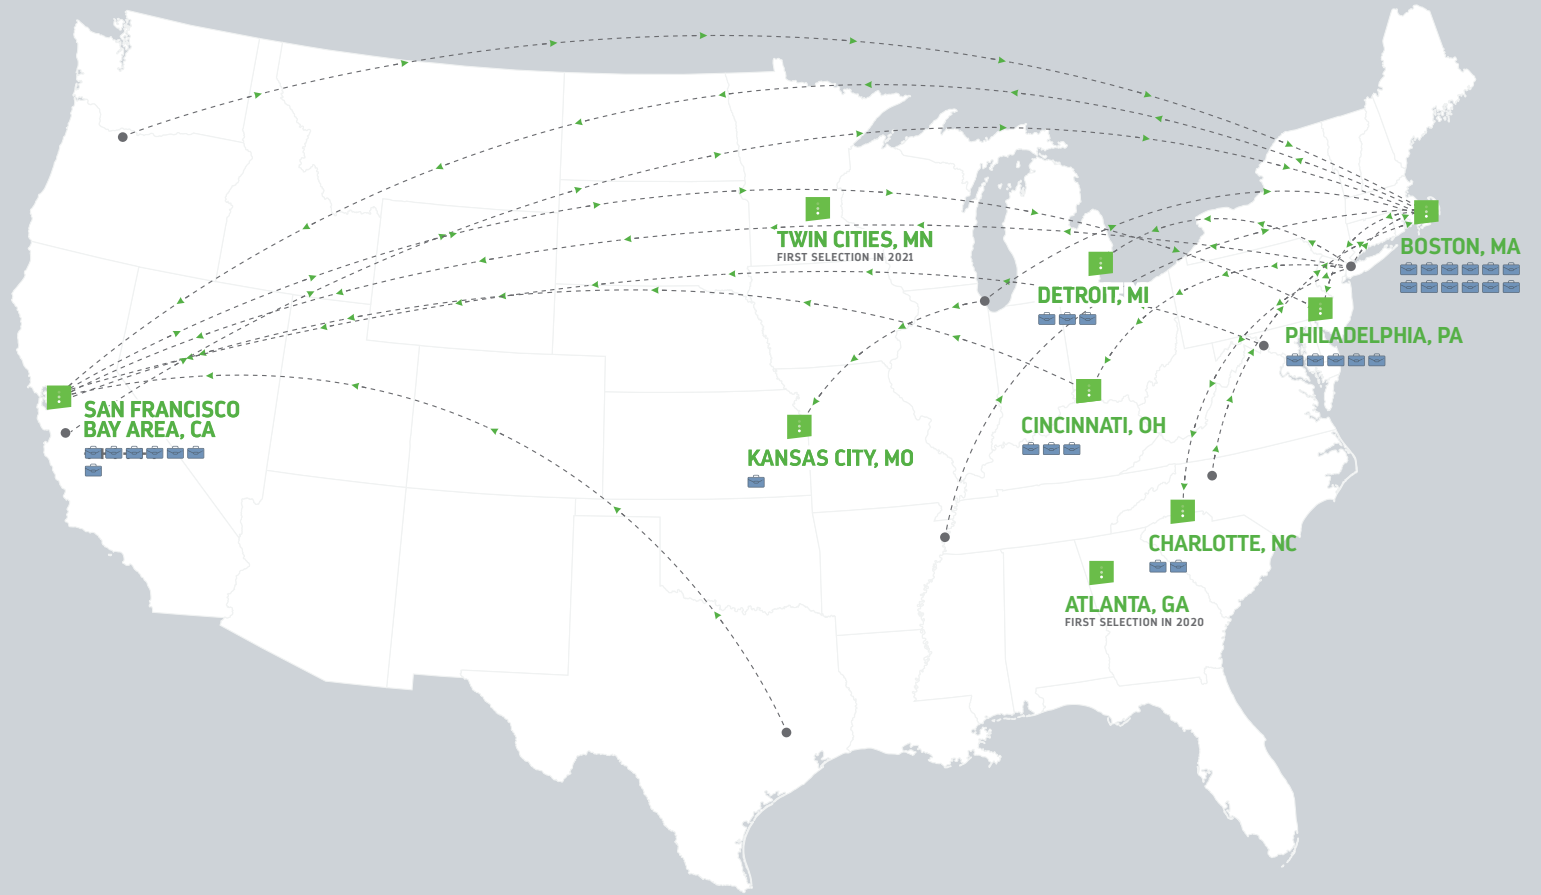 TWIN CITIES, MN
FIRST SELECTION IN 2021
BOSTON, MA
DETROIT, MI
PHILADELPHIA, PA
SAN FRANCISCO
BAY AREA, CA
CINCINNATI, OH
KANSAS CITY, MO
CHARLOTTE, NC
ATLANTA, GA
FIRST SELECTION IN 2020